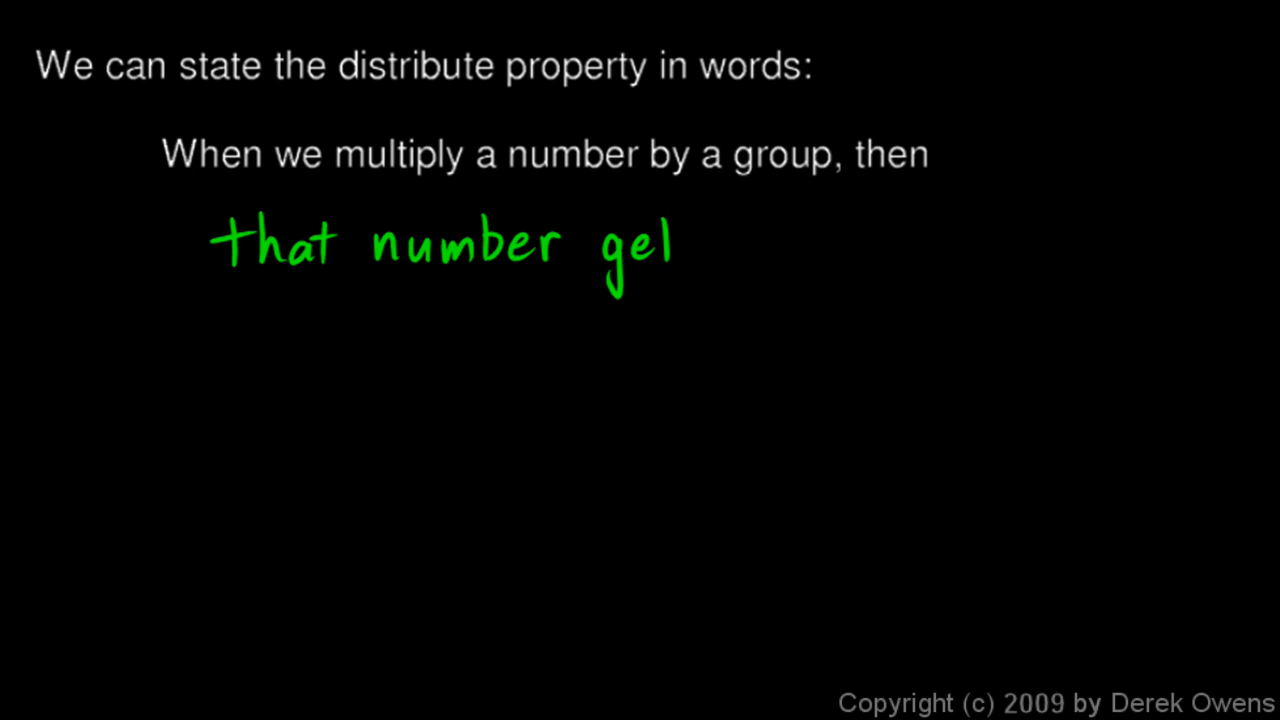 We can state the distribute property in words:
When we multiply a number by a group, then
that number gel
Copyright (c) 2009 by Derek Owens